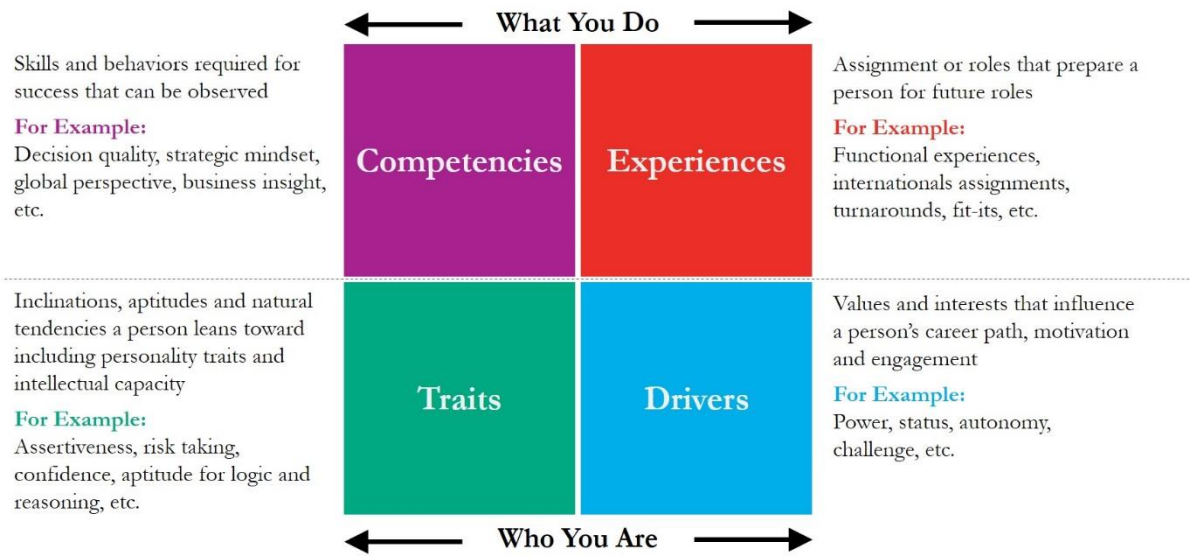 What You Do
Skills and behaviors required for
success that can be observed
For Example:
Decision quality, strategic mindset,
global perspective, business insight,
etc.
Competencies
Experiences
Assignment or roles that prepare a
person for future roles
For Example:
Functional experiences,
internationals assignments,
turnarounds, fit-its, etc.
Inclinations, aptitudes and natural
tendencies a person leans toward
including personality traits and
intellectual capacity
For Example:
Assertiveness, risk taking,
confidence, aptitude for logic and
reasoning, etc.
Traits
Drivers
Values and interests that influence
a person’s career path, motivation
and engagement
For Example:
Power, status, autonomy,
challenge, etc.
Who You Are